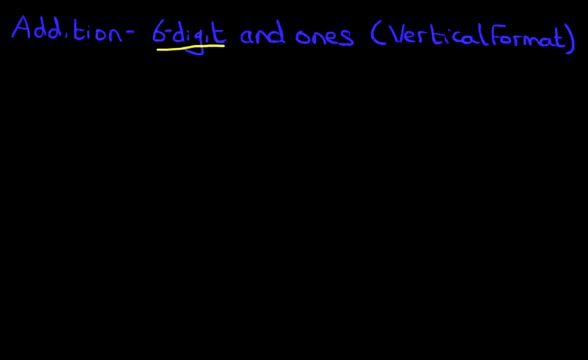 Addition- 6-digit and ones (Vertical Format)